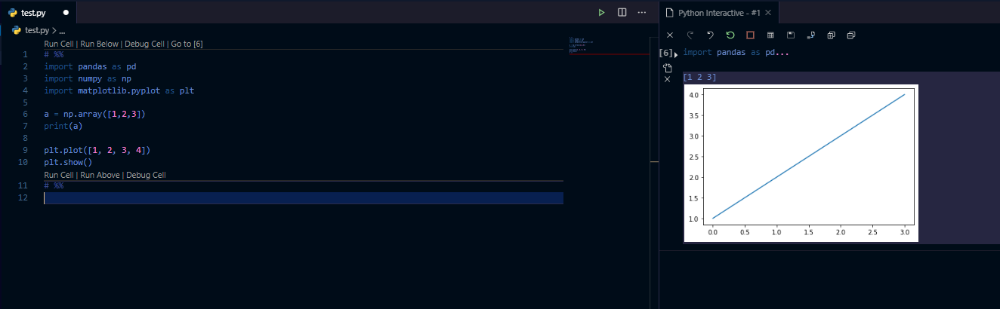 test.py
test.py > ...
Run Cell | Run Below | Debug Cell | Go to [6]
1 # %%
2 import pandas as pd
3 import numpy as np
4 import matplotlib.pyplot as plt
5
6 a = np.array([1,2,3])
7 print(a)
8
9 plt.plot([1, 2, 3, 4])
10 plt.show()
Run Cell | Run Above | Debug Cell
11 # %%
12
Python Interactive - #1
[6] import pandas as pd...
[1 2 3]
4.0
3.5
3.0
2.5
2.0
1.5
1.0
0.0 0.5 1.0 1.5 2.0 2.5 3.0